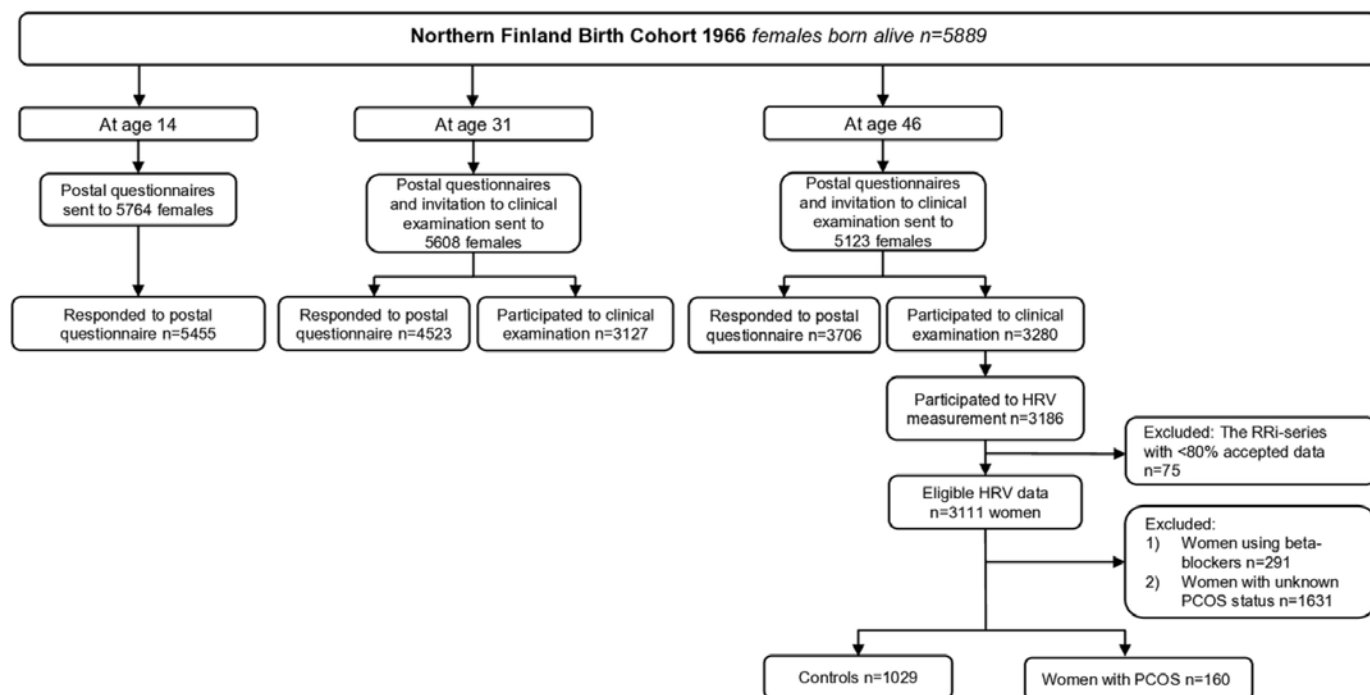 Northern Finland Birth Cohort 1966 females born alive n=5889
At age 14
At age 31
At age 46
Postal questionnaires
sent to 5764 females
Postal questionnaires
and invitation to clinical
examination sent to
5608 females
Postal questionnaires
and invitation to clinical
examination sent to
5123 females
Responded to postal
questionnaire n=5455
Responded to postal
questionnaire n=4523
Participated to clinical
examination n=3127
Responded to postal
questionnaire n=3706
Participated to clinical
examination n=3280
Participated to HRV
measurement n=3186
Excluded: The RRi-series
with <80% accepted data
n=75
Eligible HRV data
n=3111 women
Excluded:
1) Women using beta-
blockers n=291
2) Women with unknown
PCOS status n=1631
Controls n=1029
Women with PCOS n=160